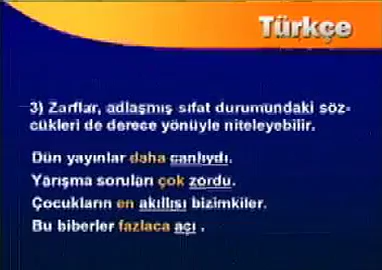 Türkçe
3) Zarflar, adlaşmış sıfat durumundaki söz-
cükleri de derece yönüyle niteleyebilir.
Dün yayınlar daha canlıydı.
Yarışma soruları çok zordu.
Çocukların en akıllısı bizimkiler.
Bu biberler fazlaca acı .